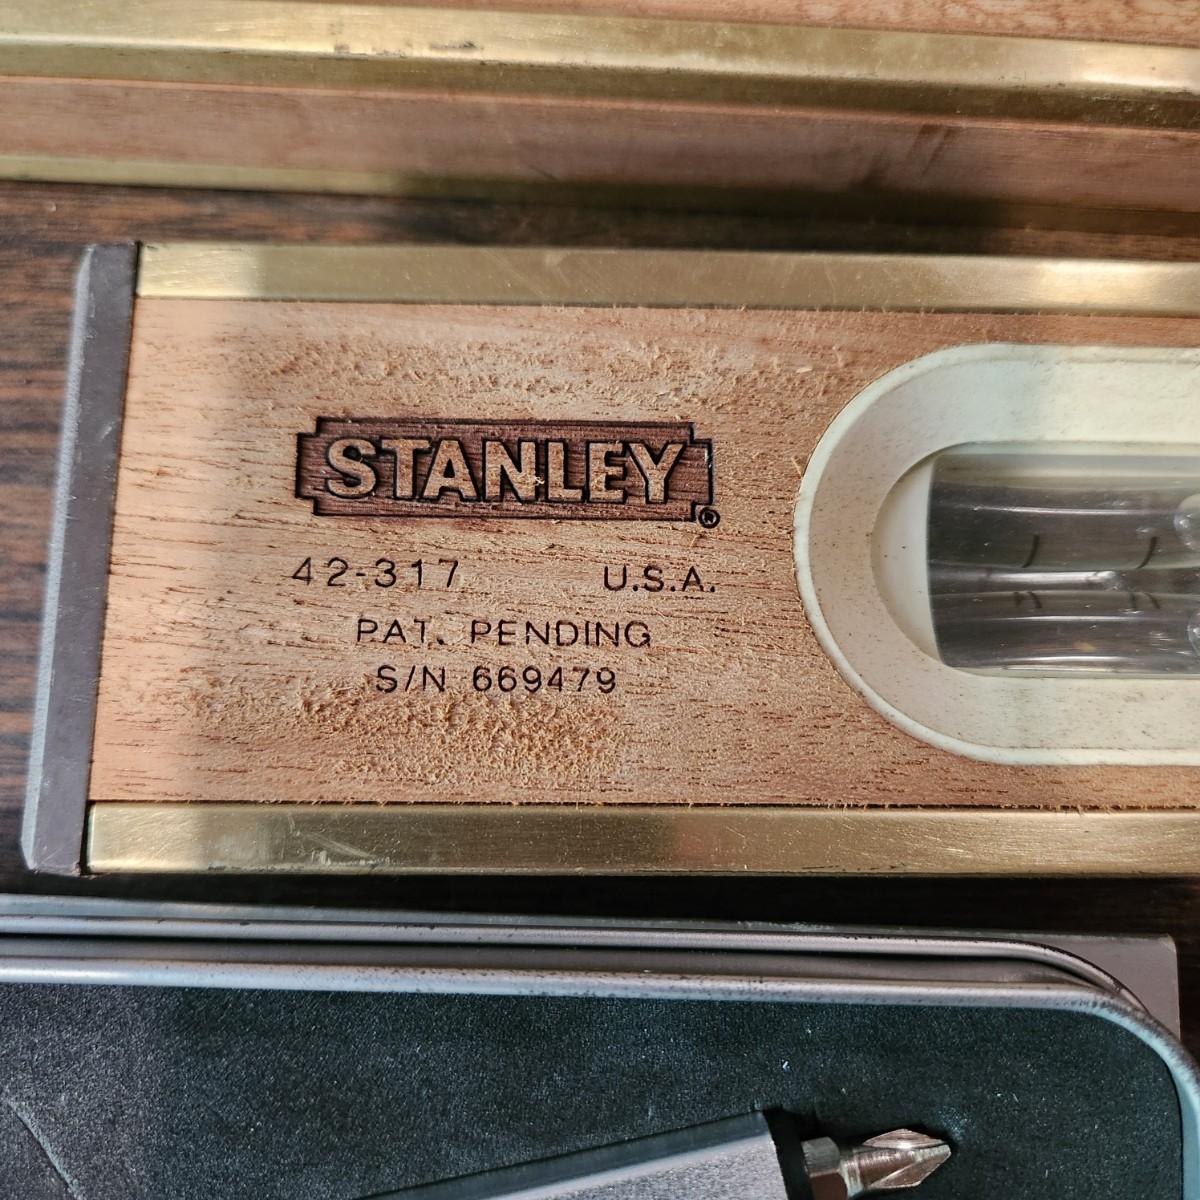 STANLEY®
42-317 U.S.A.
PAT. PENDING
S/N 669479